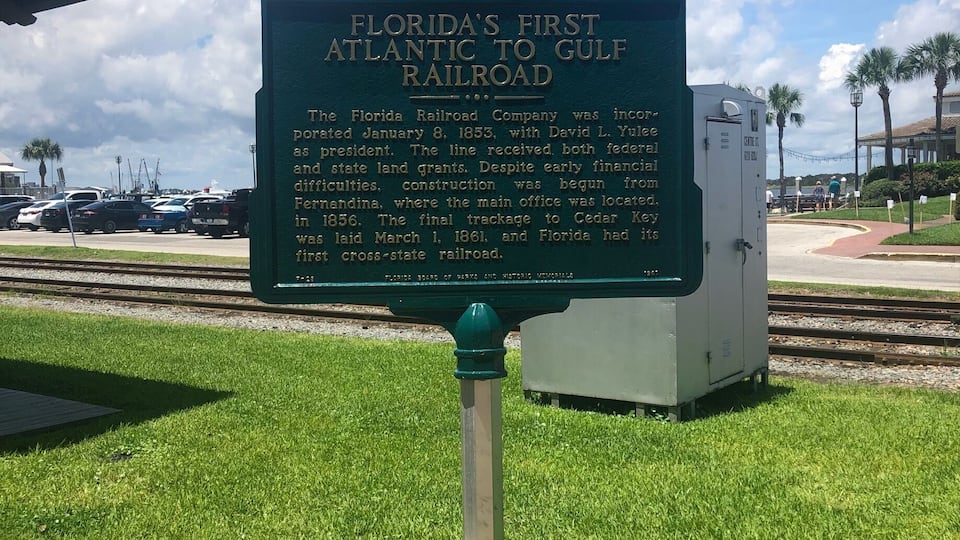 FLORIDA'S FIRST
ATLANTIC TO GULF
RAILROAD
The Florida Railroad Company was incor-
porated January 8, 1853, with David L. Yulee
as president. The line received both federal
and state land grants. Despite early financial
difficulties, construction was begun from
Fernandina, where the main office was located,
in 1856. The final trackage to Cedar Key
was laid March 1, 1861, and Florida had its
first cross-state railroad.
FLORIDA BOARD OF PARKS AND HISTORIC MEMORIALS
CENTRE ST.